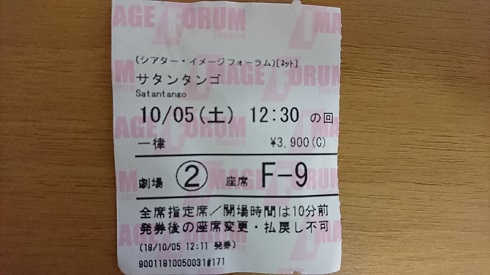 (シアター・イメージフォーラム)[ネット]
サタンタンゴ
Satantango
10/05(土) 12:30 の回
一律 ¥3,900(C)
劇場 ② 座席 F-9
全席指定席/開場時間は10分前
発券後の座席変更・払戻し不可
(19/10/05 12:11 発券)
90011910050031#171